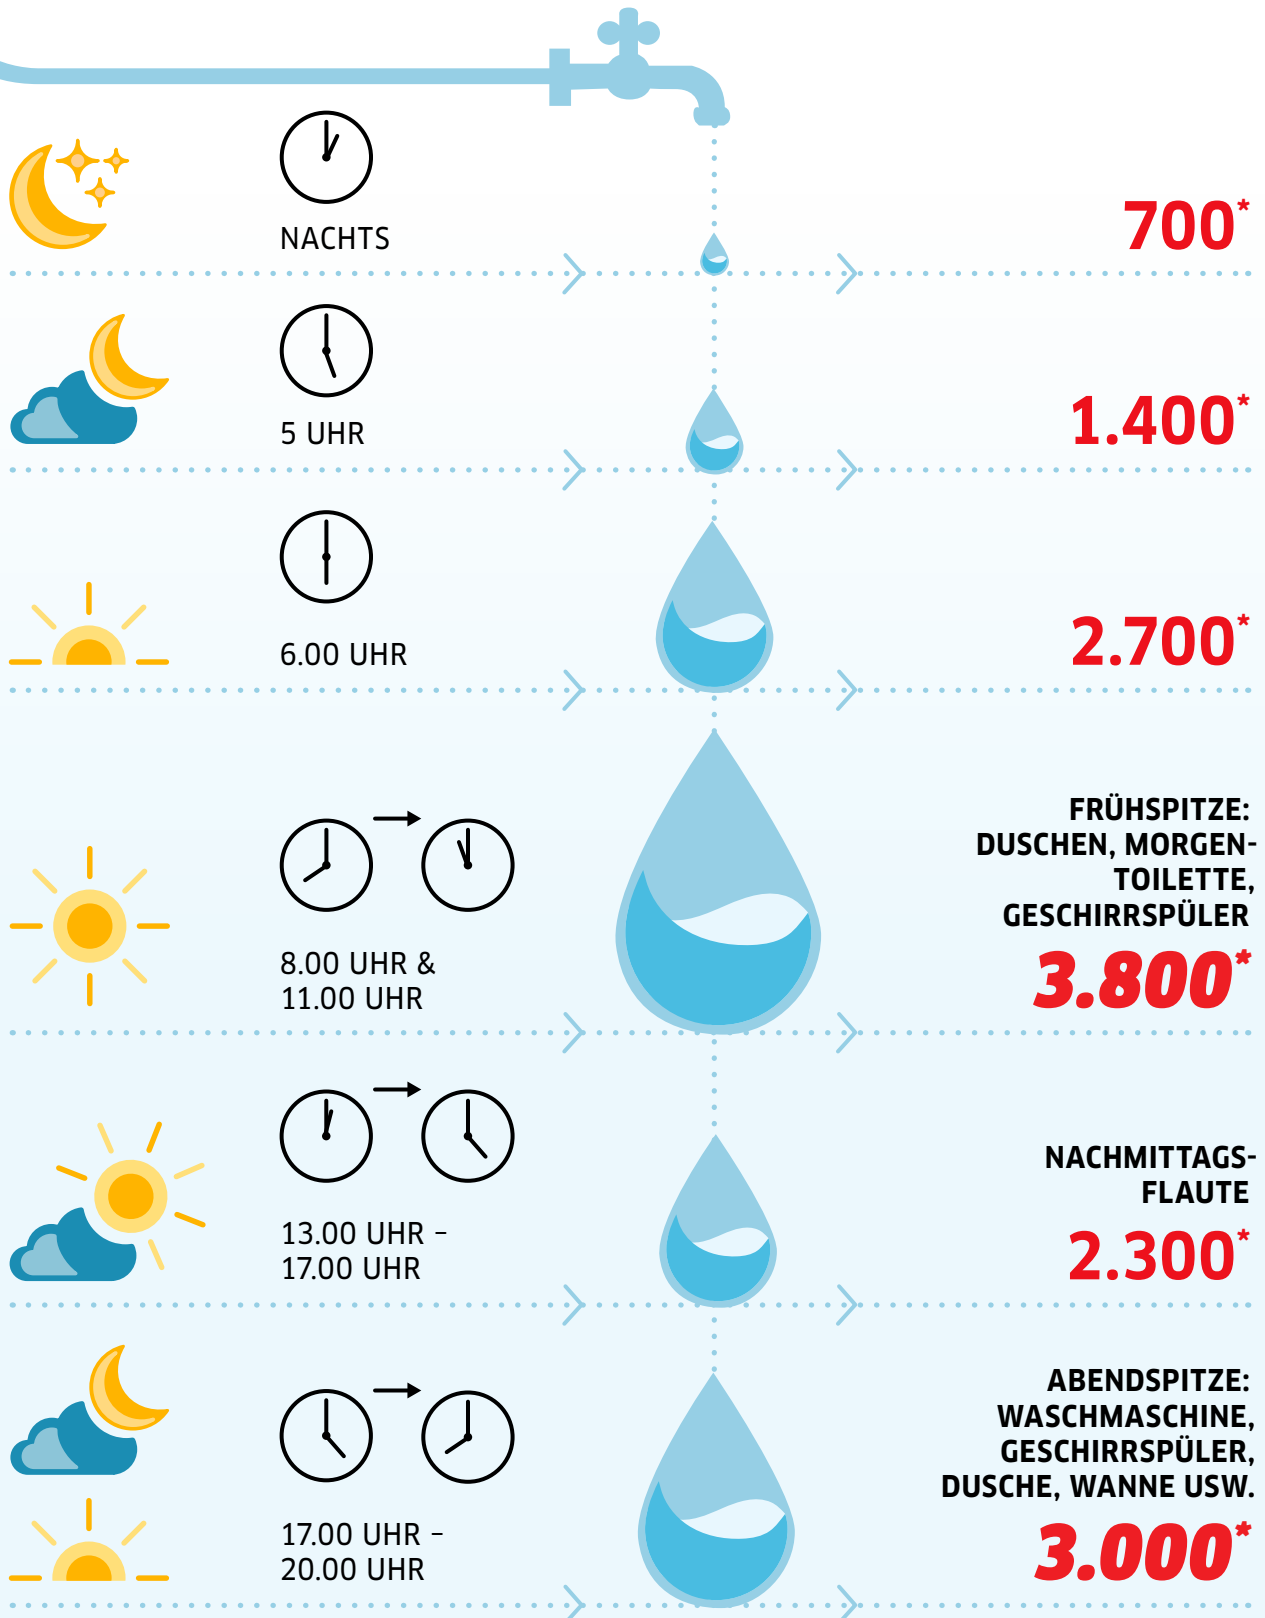 NACHTS
700*
5 UHR
1.400*
6.00 UHR
2.700*
8.00 UHR &
11.00 UHR
FRÜHSPITZE:
DUSCHEN, MORGEN-
TOILETTE,
GESCHIRRSPÜLER
3.800*
13.00 UHR –
17.00 UHR
NACHMITTAGS-
FLAUTE
2.300*
17.00 UHR –
20.00 UHR
ABENDSPITZE:
WASCHMASCHINE,
GESCHIRRSPÜLER,
DUSCHE, WANNE USW.
3.000*